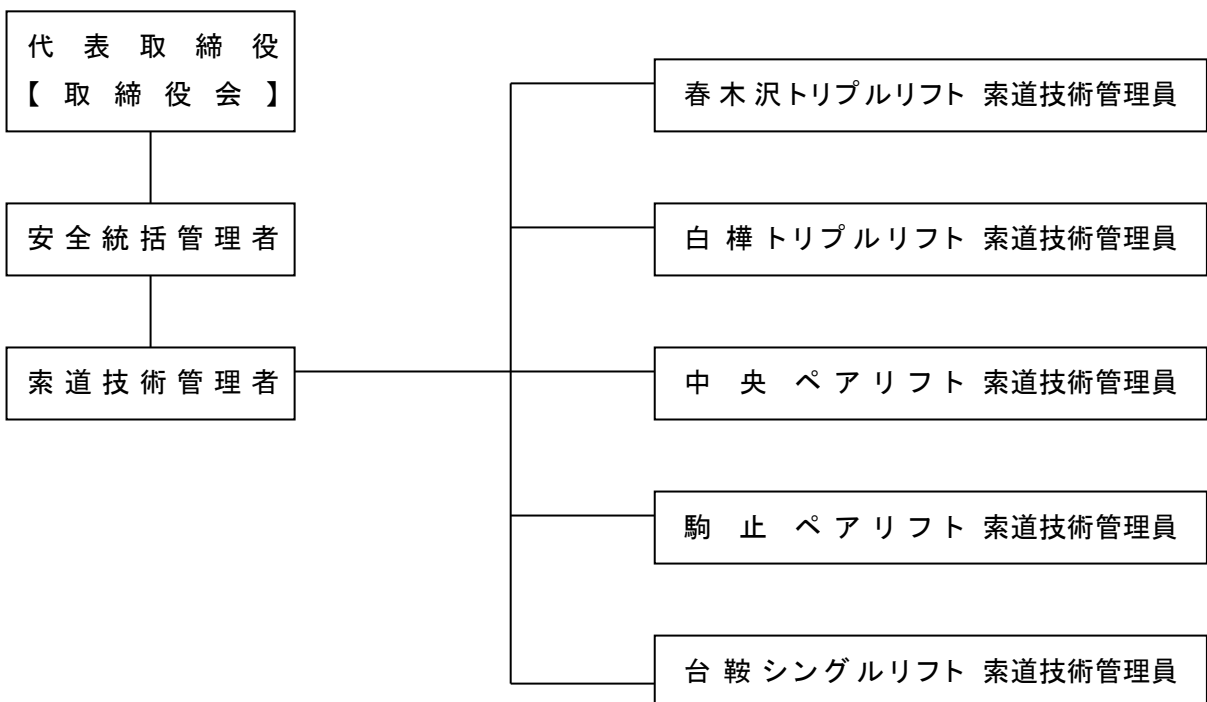 代表取締役
【取締役会】
安全統括管理者
索道技術管理者
春木沢トリプルリフト 索道技術管理員
白樺トリプルリフト 索道技術管理員
中央ペアリフト 索道技術管理員
駒止ペアリフト 索道技術管理員
台鞍シングルリフト 索道技術管理員